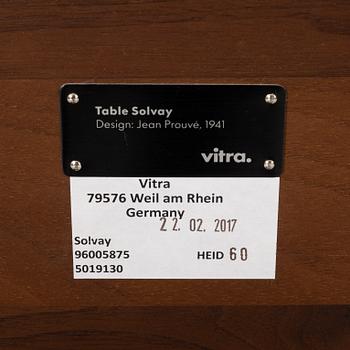 Table Solvay
Design: Jean Prouvé, 1941
vitra.
Vitra
79576 Weil am Rhein
Germany
22.02.2017
Solvay
96005875 HEID 60
5019130